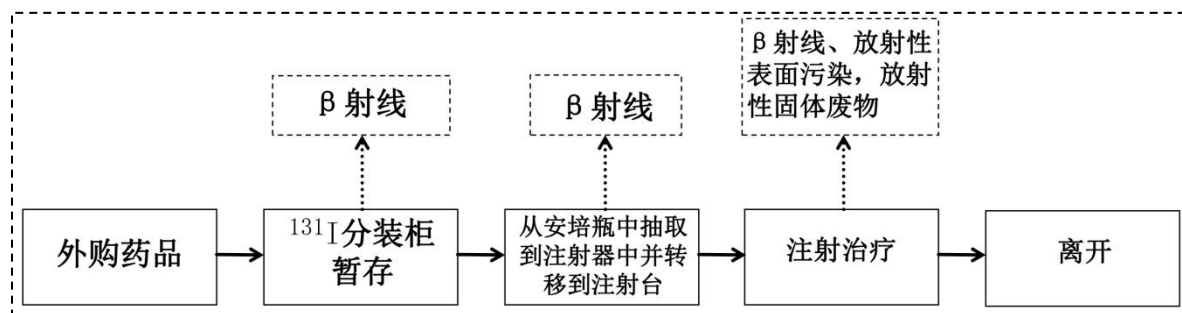 β射线
β射线
β射线、放射性
表面污染，放射
性固体废物
外购药品
¹³¹I分装柜
暂存
从安培瓶中抽取
到注射器中并转
移到注射台
注射治疗
离开